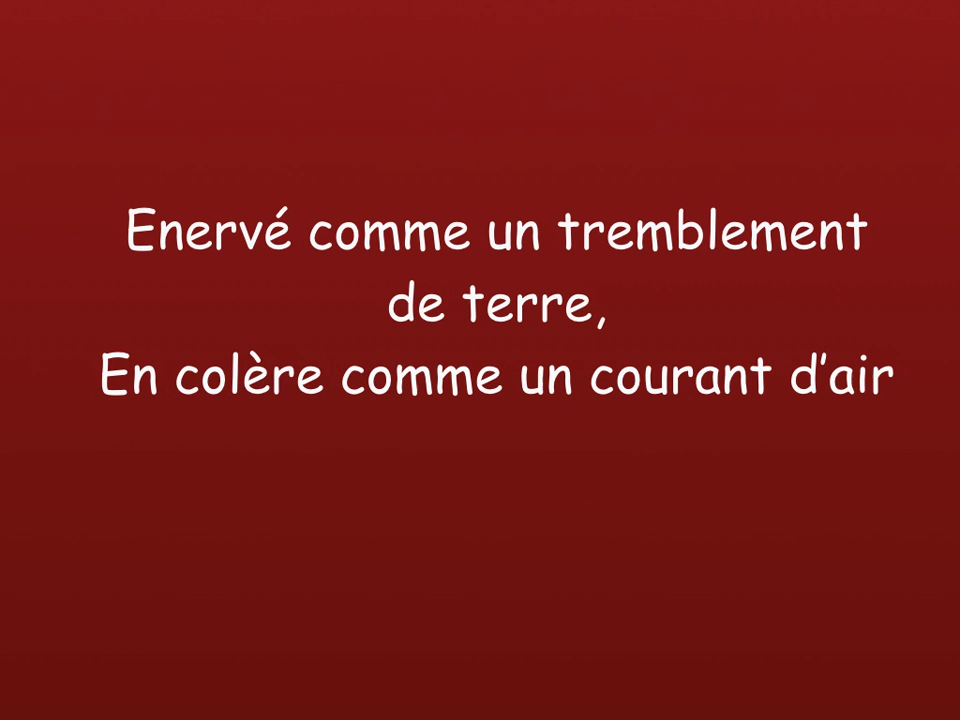 Enervé comme un tremblement
de terre,
En colère comme un courant d’air